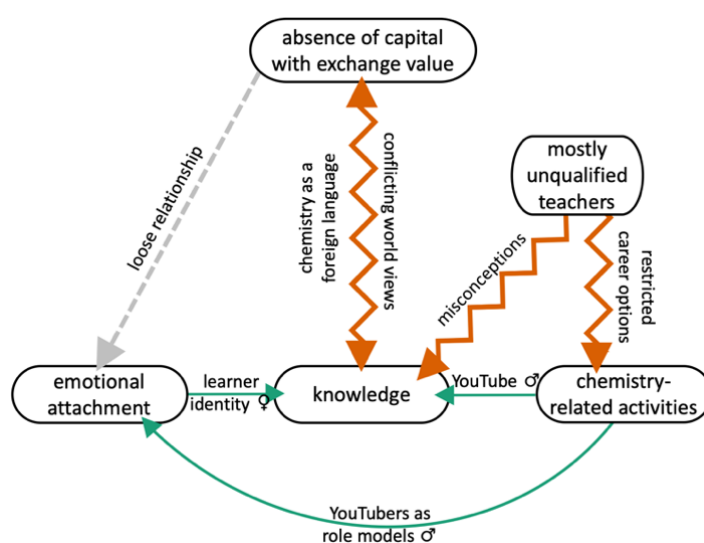 absence of capital
with exchange value
mostly
unqualified
teachers
loose relationship
chemistry as a
foreign language
conflicting world views
misconceptions
restricted
career options
emotional
attachment
learner
identity ♀
knowledge
YouTube ♂
chemistry-
related activities
YouTubers as
role models ♂